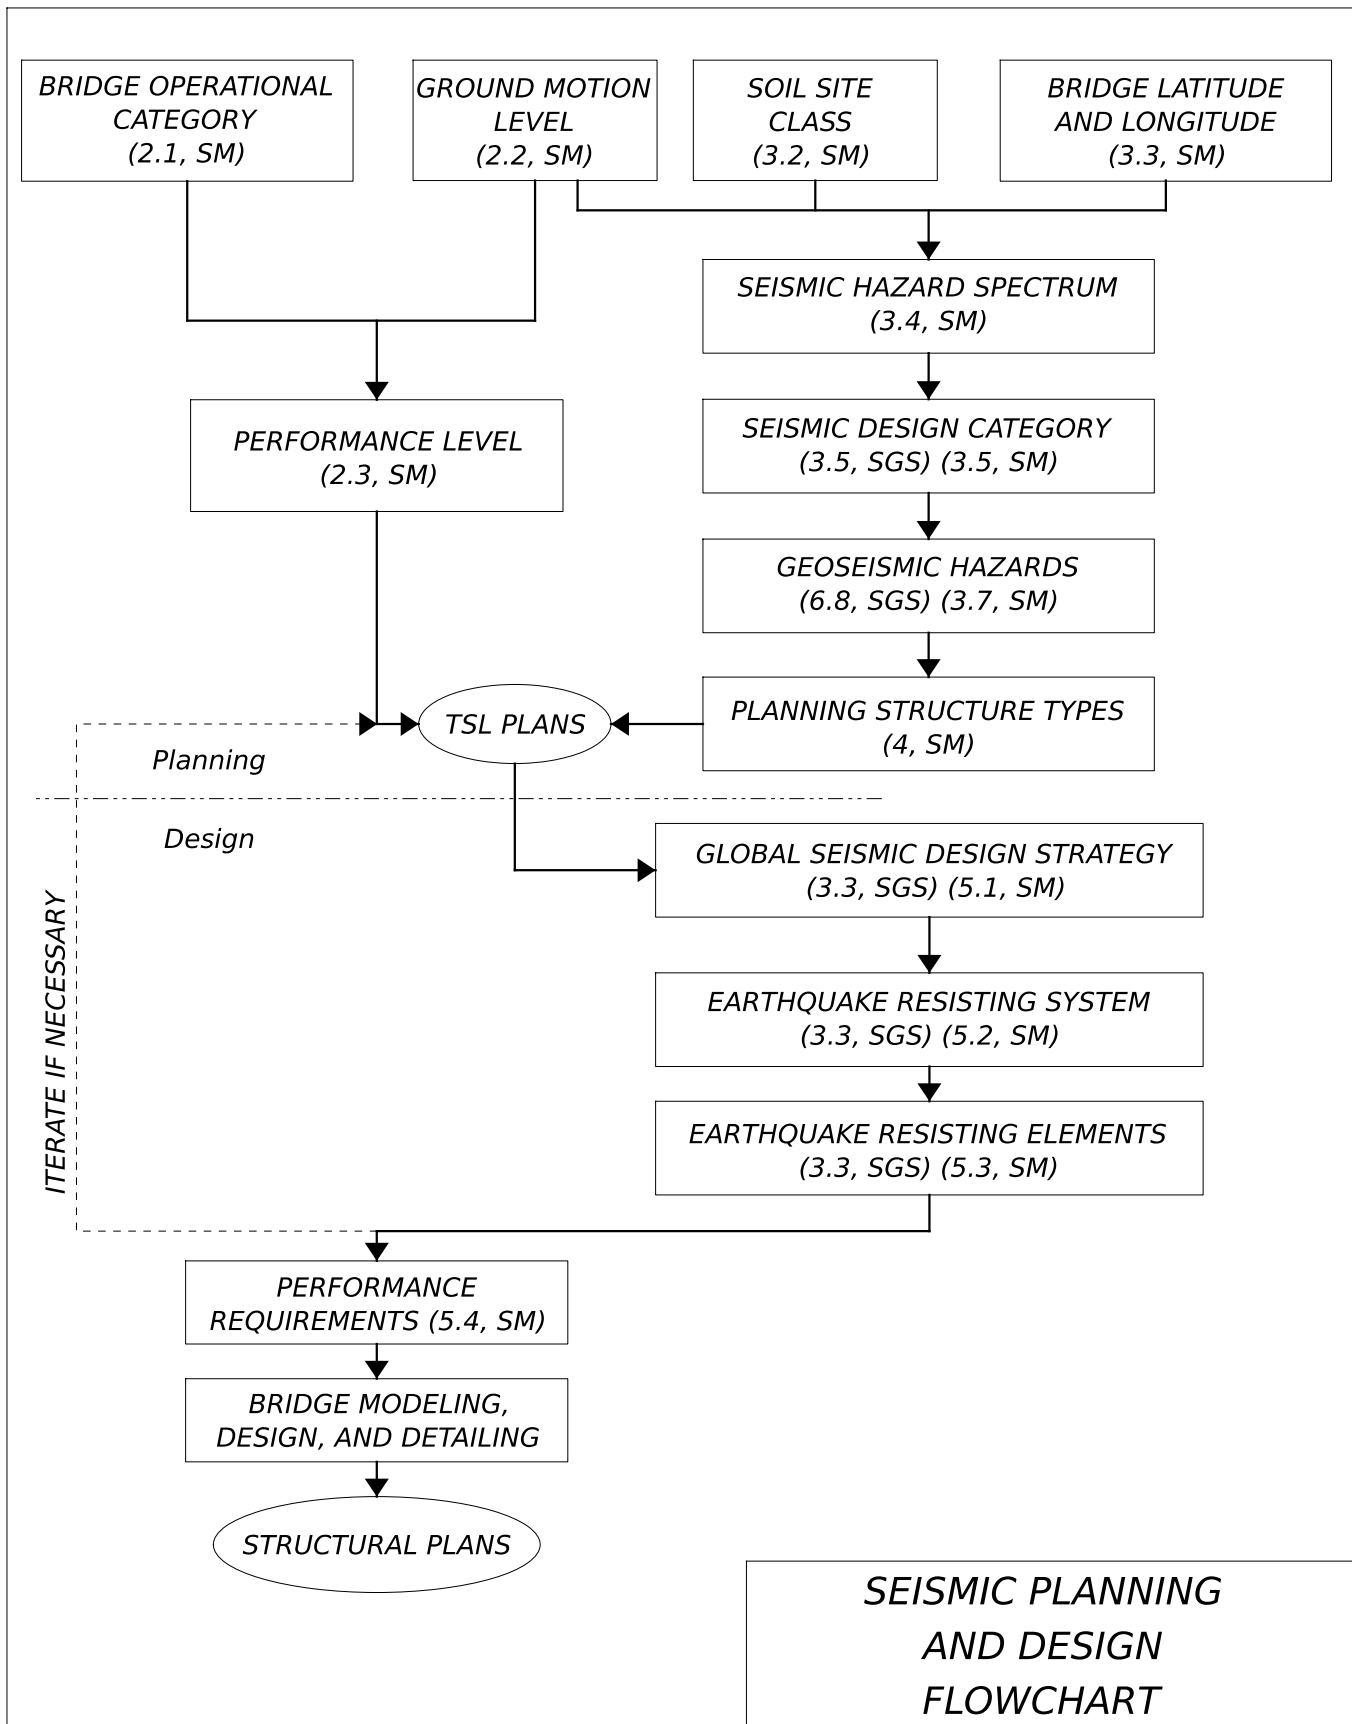 BRIDGE OPERATIONAL
CATEGORY
(2.1, SM)
GROUND MOTION
LEVEL
(2.2, SM)
SOIL SITE
CLASS
(3.2, SM)
BRIDGE LATITUDE
AND LONGITUDE
(3.3, SM)
SEISMIC HAZARD SPECTRUM
(3.4, SM)
PERFORMANCE LEVEL
(2.3, SM)
SEISMIC DESIGN CATEGORY
(3.5, SGS) (3.5, SM)
GEOSEISMIC HAZARDS
(6.8, SGS) (3.7, SM)
TSL PLANS
PLANNING STRUCTURE TYPES
(4, SM)
Planning
Design
GLOBAL SEISMIC DESIGN STRATEGY
(3.3, SGS) (5.1, SM)
ITERATE IF NECESSARY
EARTHQUAKE RESISTING SYSTEM
(3.3, SGS) (5.2, SM)
EARTHQUAKE RESISTING ELEMENTS
(3.3, SGS) (5.3, SM)
PERFORMANCE
REQUIREMENTS (5.4, SM)
BRIDGE MODELING,
DESIGN, AND DETAILING
STRUCTURAL PLANS
SEISMIC PLANNING
AND DESIGN
FLOWCHART